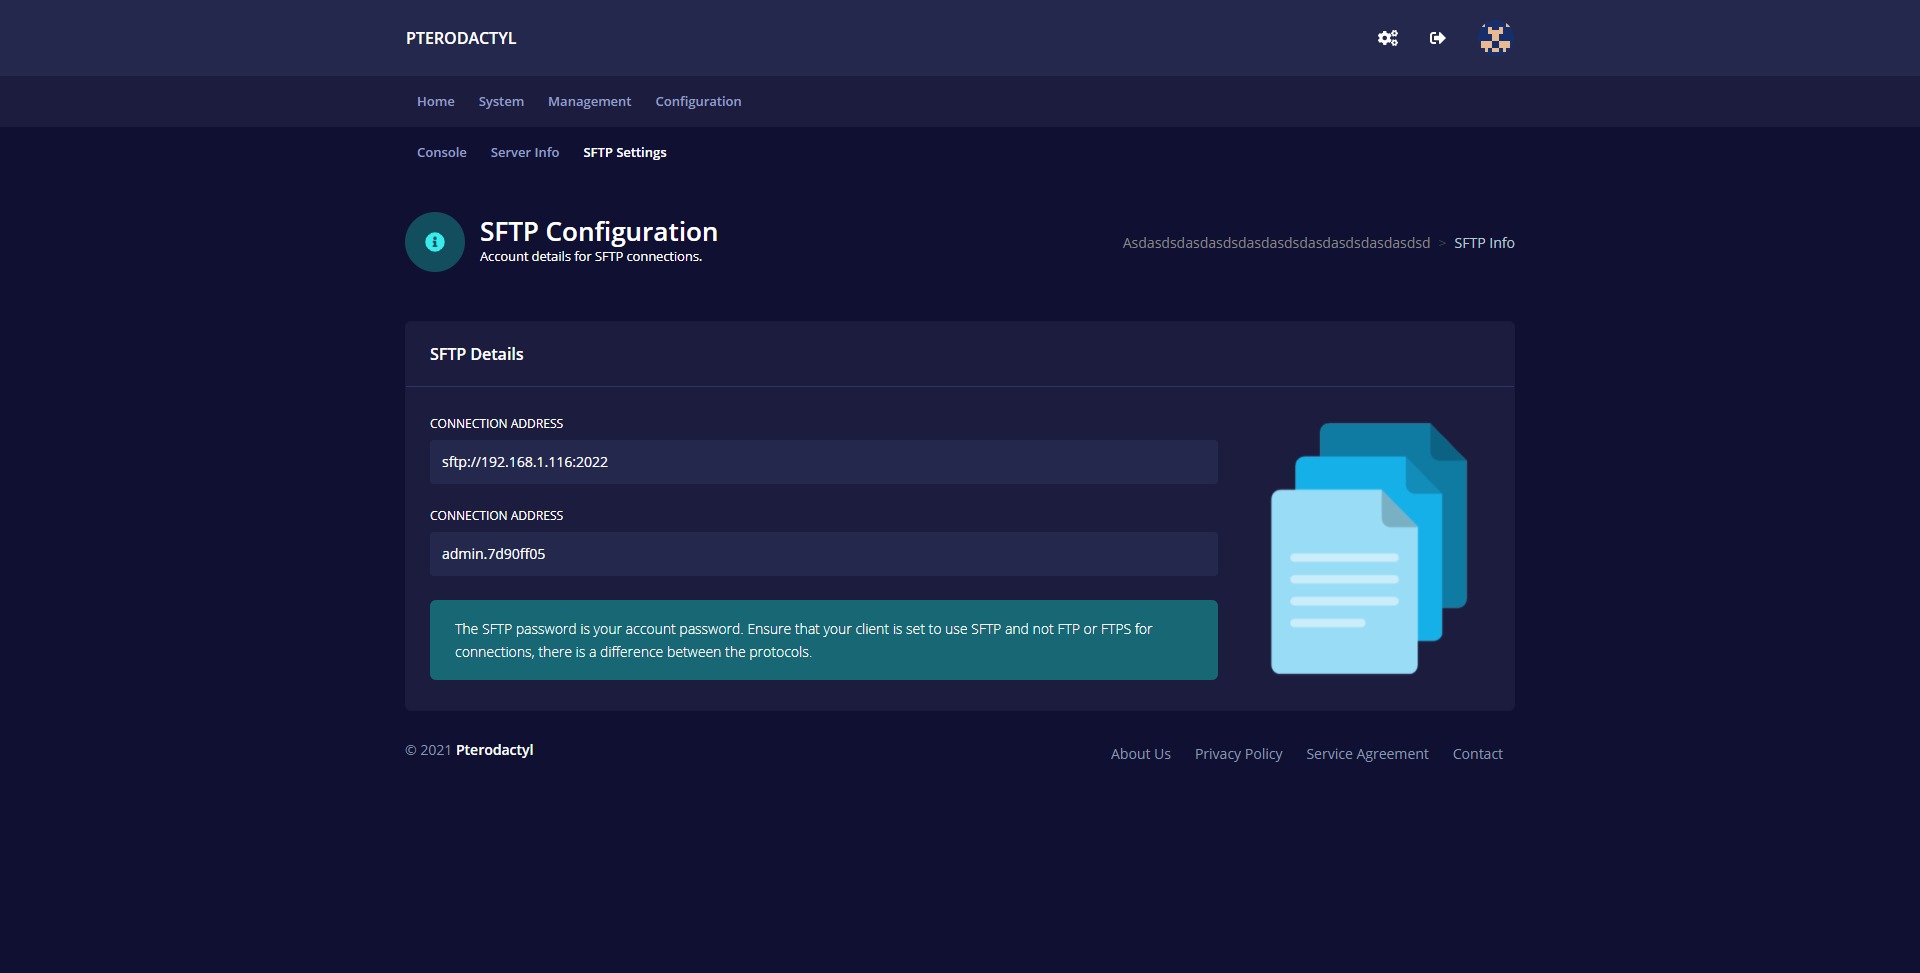 PTERODACTYL
Home System Management Configuration
Console Server Info SFTP Settings
SFTP Configuration
Account details for SFTP connections.
Asdasdsdasdasdsdasdasdsdasdasdsdasdasdsd > SFTP Info
SFTP Details
CONNECTION ADDRESS
sftp://192.168.1.116:2022
CONNECTION ADDRESS
admin.7d90ff05
The SFTP password is your account password. Ensure that your client is set to use SFTP and not FTP or FTPS for
connections, there is a difference between the protocols.
© 2021 Pterodactyl
About Us Privacy Policy Service Agreement Contact